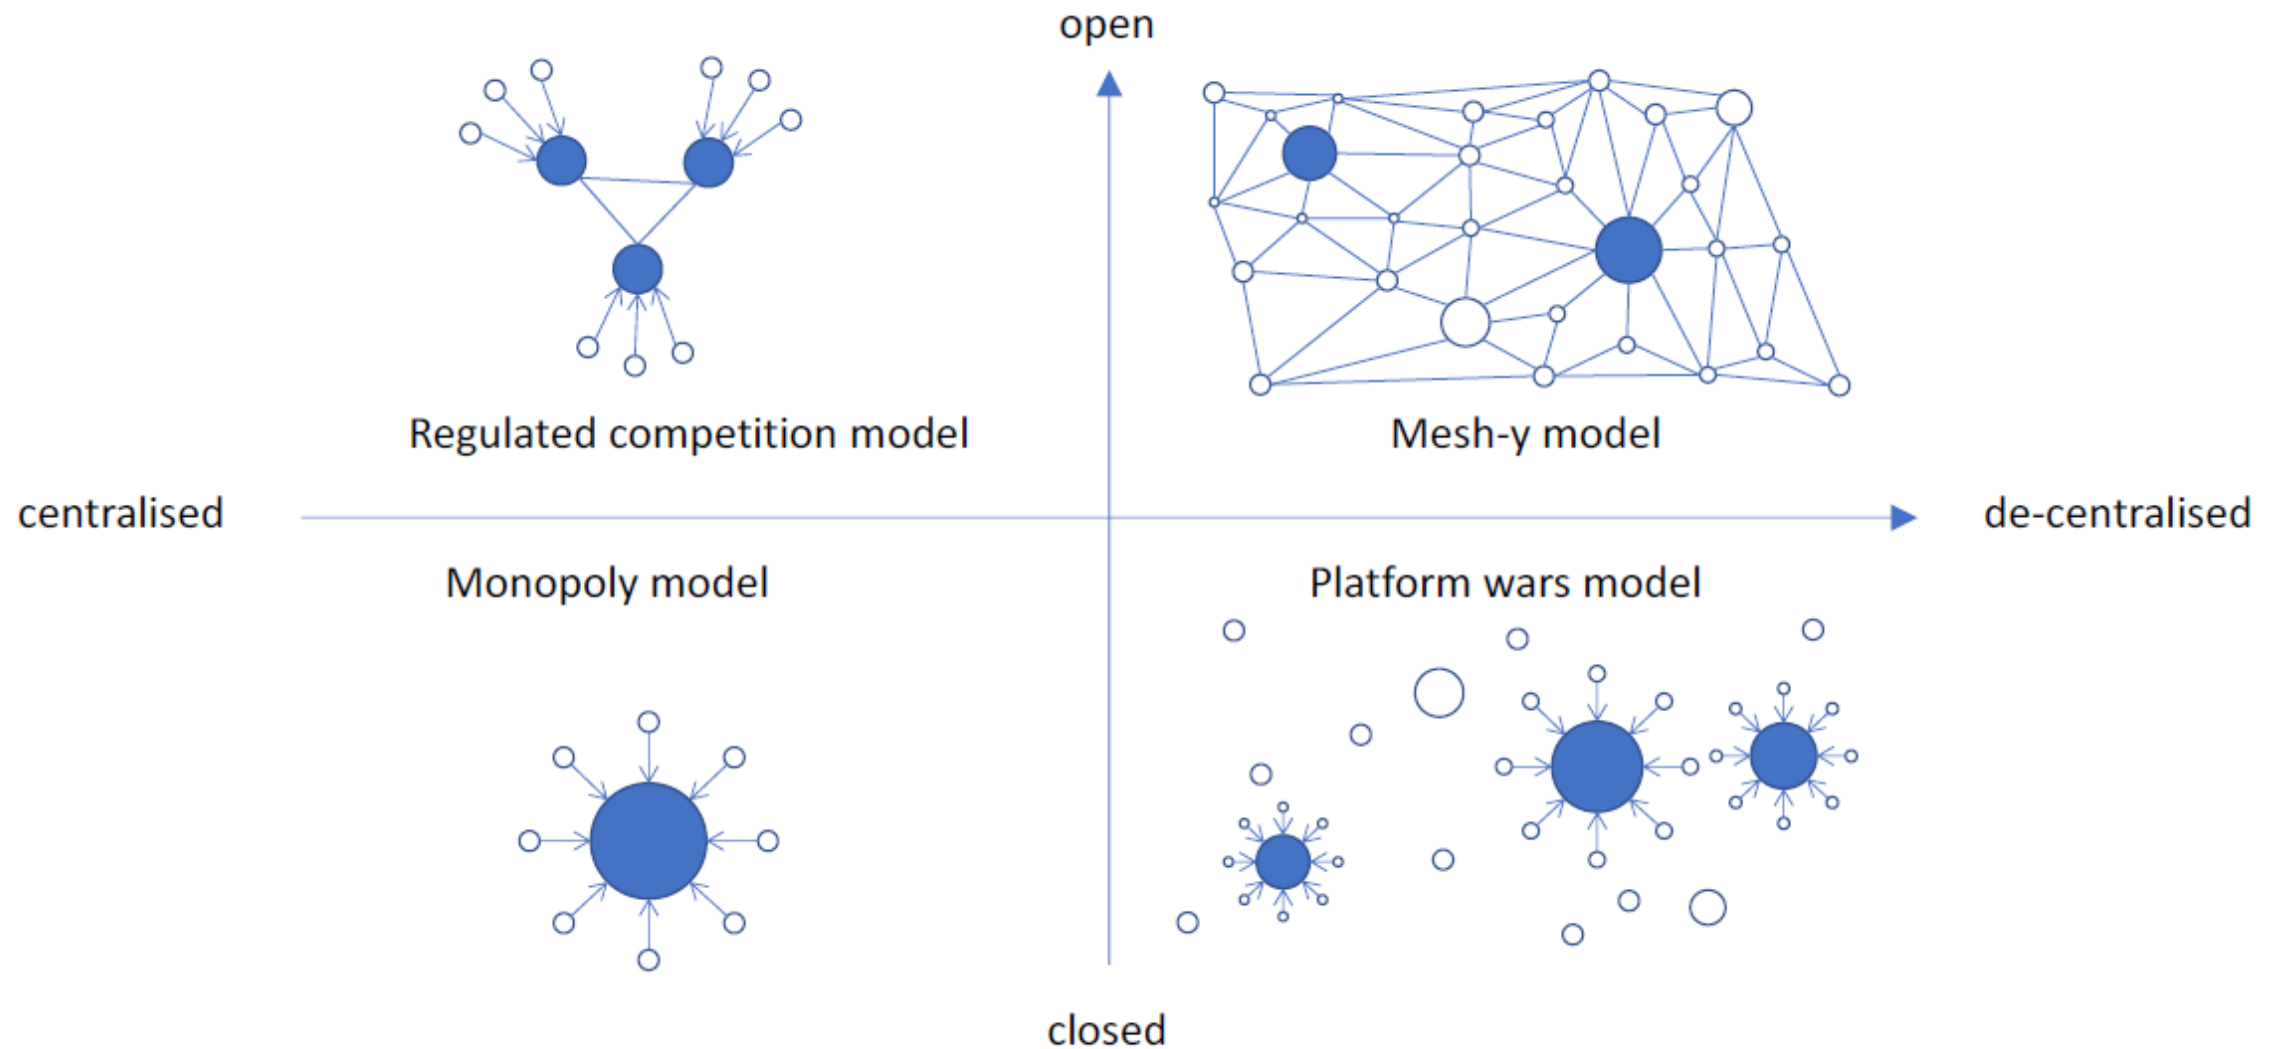 open
Regulated competition model
Mesh-y model
centralised
de-centralised
Monopoly model
Platform wars model
closed